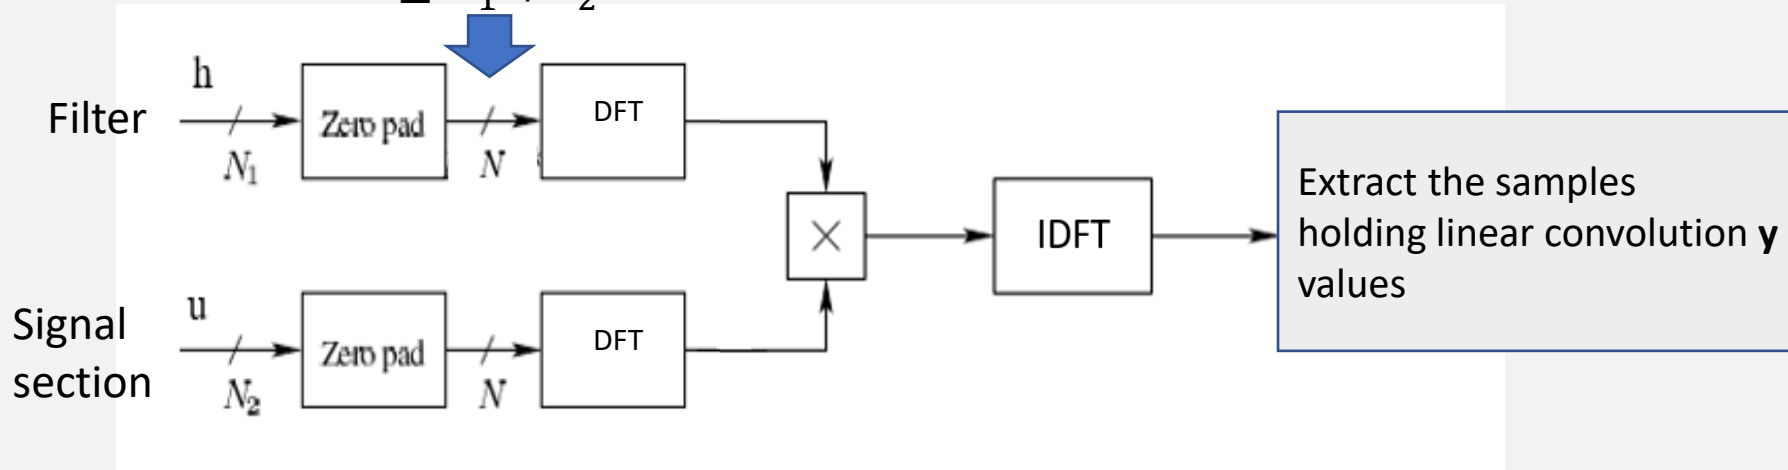 h
Filter
Zero pad
DFT
N₁
N
×
IDFT
Extract the samples
holding linear convolution y
values
u
Signal
section
Zero pad
DFT
N₂
N